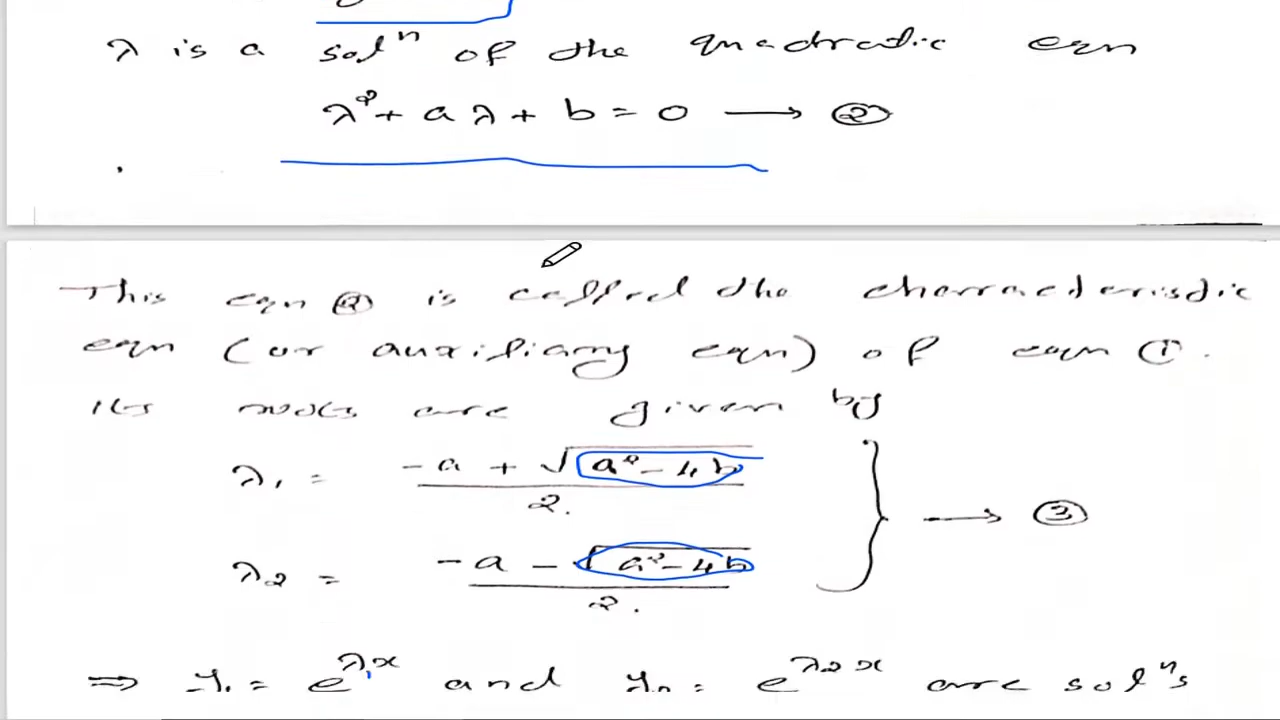 λ is a solⁿ of the quadratic eqn
λ² + aλ + b = 0 → ②
This eqn ② is called the characteristic
eqn (or auxiliary eqn) of eqn ①.
Its roots are given by
λ₁ = (-a + √(a² - 4b)) / 2.
λ₂ = (-a - √(a² - 4b)) / 2.
→ ③
⇒ y₁ = e^(λ₁x) and y₂ = e^(λ₂x) are solⁿs